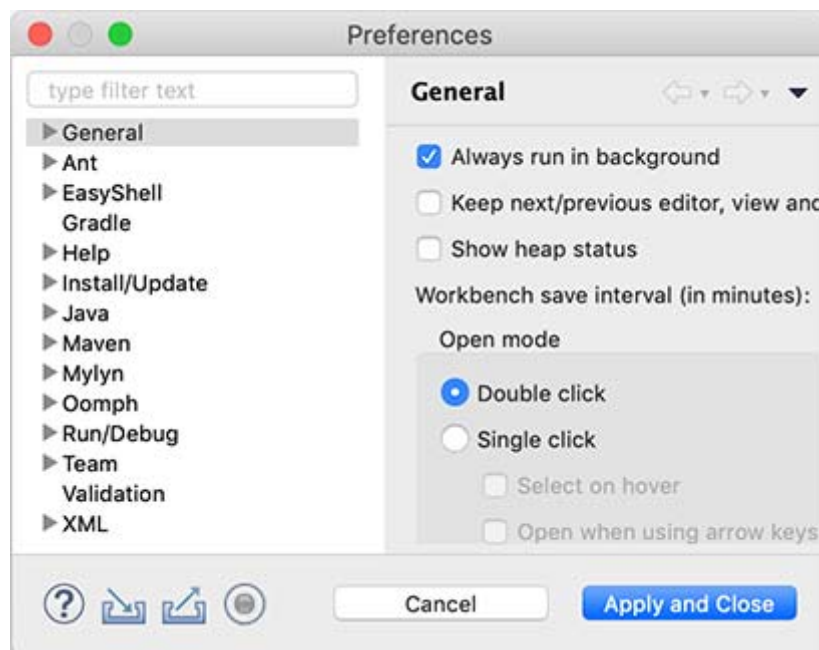 Preferences
type filter text
General
Ant
EasyShell
Gradle
Help
Install/Update
Java
Maven
Mylyn
Oomph
Run/Debug
Team
Validation
XML
General
Always run in background
Keep next/previous editor, view and
Show heap status
Workbench save interval (in minutes):
Open mode
Double click
Single click
Select on hover
Open when using arrow keys
?
Cancel
Apply and Close